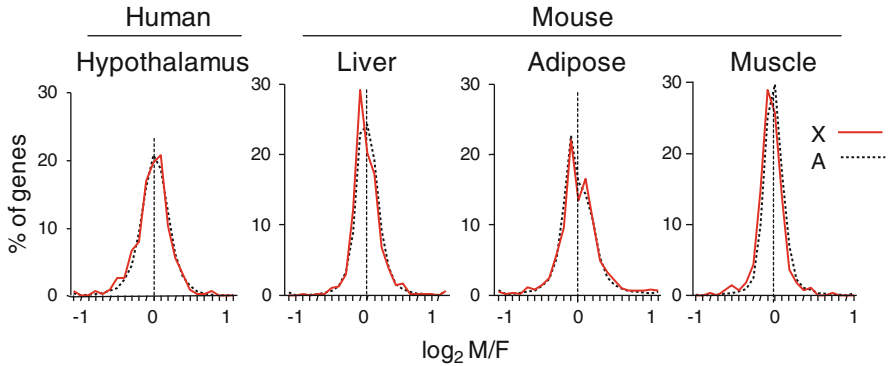 Human Mouse
Hypothalamus Liver Adipose Muscle
% of genes
30 30 30 30
20 20 20 20
10 10 10 10
0 0 0 0
X
A
-1 0 1 -1 0 1 -1 0 1 -1 0 1
log2 M/F